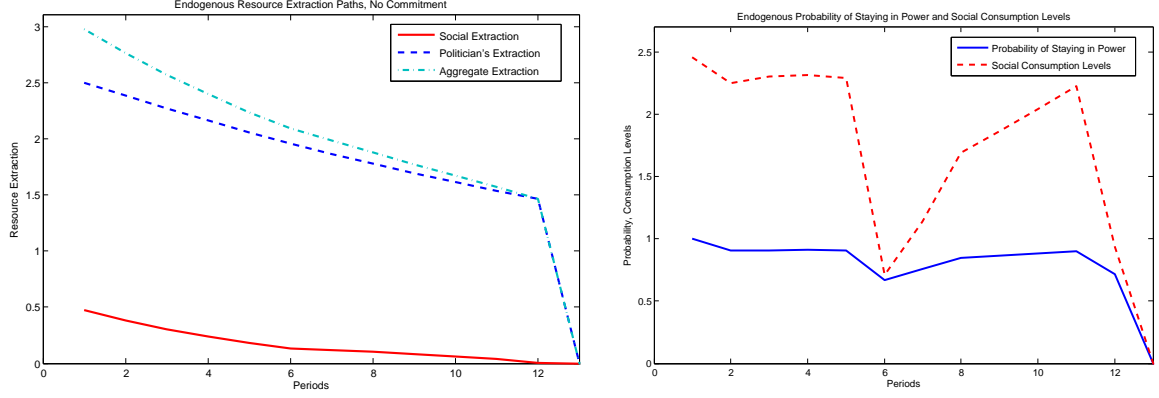 Endogenous Resource Extraction Paths, No Commitment
3
2.5
2
1.5
1
0.5
0
Resource Extraction
Social Extraction
Politician's Extraction
Aggregate Extraction
0 2 4 6 8 10 12
Periods
Endogenous Probability of Staying in Power and Social Consumption Levels
2.5
2
1.5
1
0.5
0
Probability, Consumption Levels
Probability of Staying in Power
Social Consumption Levels
0 2 4 6 8 10 12
Periods